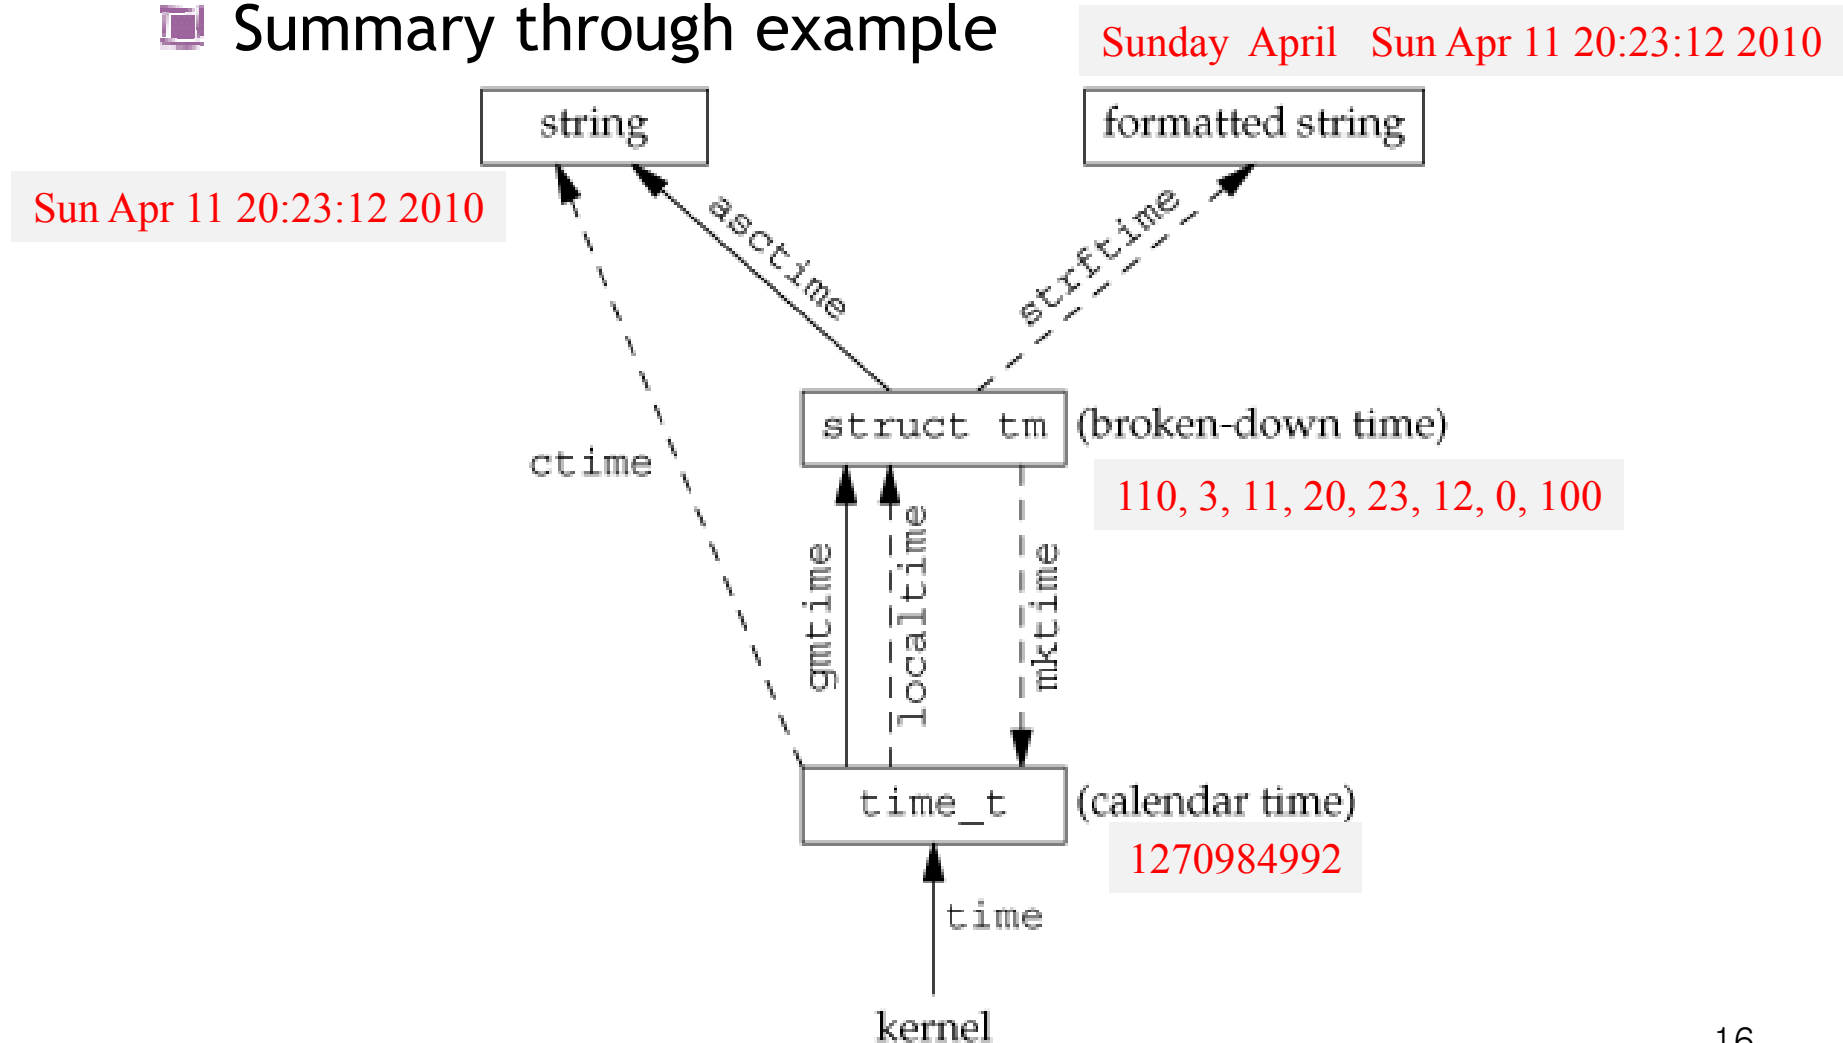 Summary through example
Sunday  April   Sun Apr 11 20:23:12 2010
string
formatted string
Sun Apr 11 20:23:12 2010
asctime
strftime
struct tm
(broken-down time)
ctime
110, 3, 11, 20, 23, 12, 0, 100
gmtime
localtime
mktime
time_t
(calendar time)
1270984992
time
kernel
16